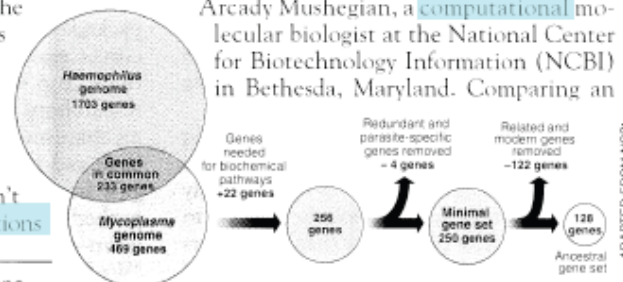 he
s
n't
ions
Arcady Mushegian, a computational mo-
lecular biologist at the National Center
for Biotechnology Information (NCBI)
in Bethesda, Maryland. Comparing an
Haemophilus
genome
1703 genes
Genes
in common
233 genes
Mycoplasma
genome
469 genes
Genes
needed
for biochemical
pathways
+22 genes
256
genes
Redundant and
parasite-specific
genes removed
– 4 genes
Minimal
gene set
250 genes
Related and
modern genes
removed
–122 genes
128
genes
Ancestral
gene set